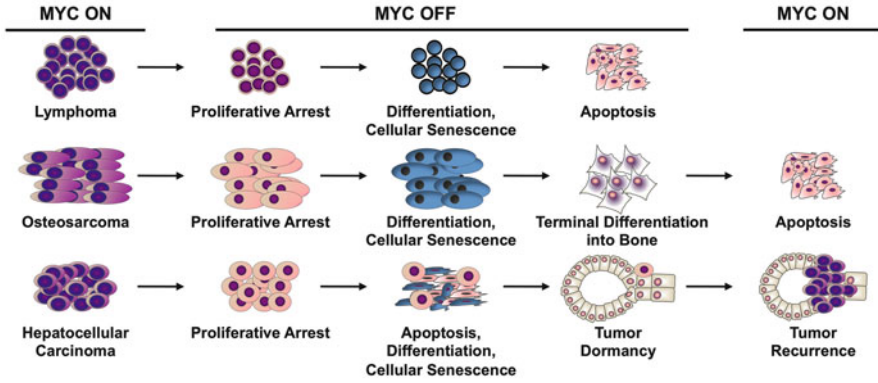 MYC ON
MYC OFF
MYC ON
Lymphoma
Proliferative Arrest
Differentiation,
Cellular Senescence
Apoptosis
Osteosarcoma
Proliferative Arrest
Differentiation,
Cellular Senescence
Terminal Differentiation
into Bone
Apoptosis
Hepatocellular
Carcinoma
Proliferative Arrest
Apoptosis,
Differentiation,
Cellular Senescence
Tumor
Dormancy
Tumor
Recurrence